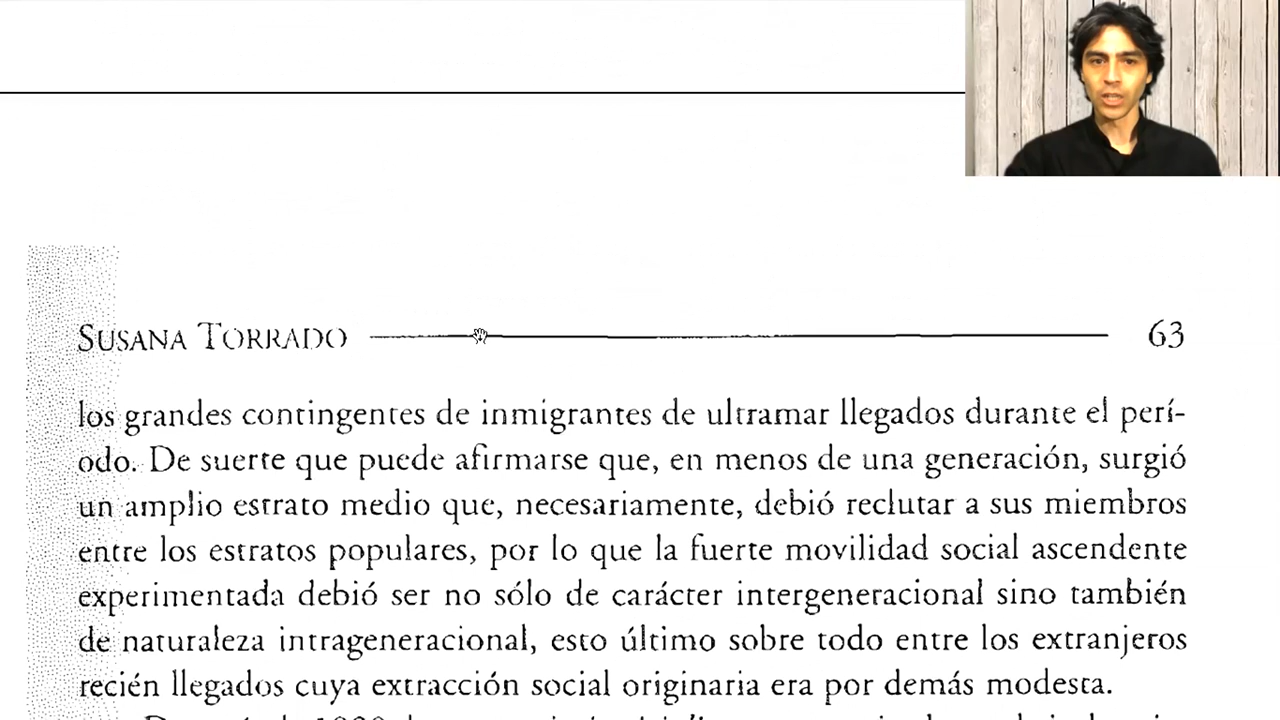 SUSANA TORRADO 63
los grandes contingentes de inmigrantes de ultramar llegados durante el perí-
odo. De suerte que puede afirmarse que, en menos de una generación, surgió
un amplio estrato medio que, necesariamente, debió reclutar a sus miembros
entre los estratos populares, por lo que la fuerte movilidad social ascendente
experimentada debió ser no sólo de carácter intergeneracional sino también
de naturaleza intrageneracional, esto último sobre todo entre los extranjeros
recién llegados cuya extracción social originaria era por demás modesta.